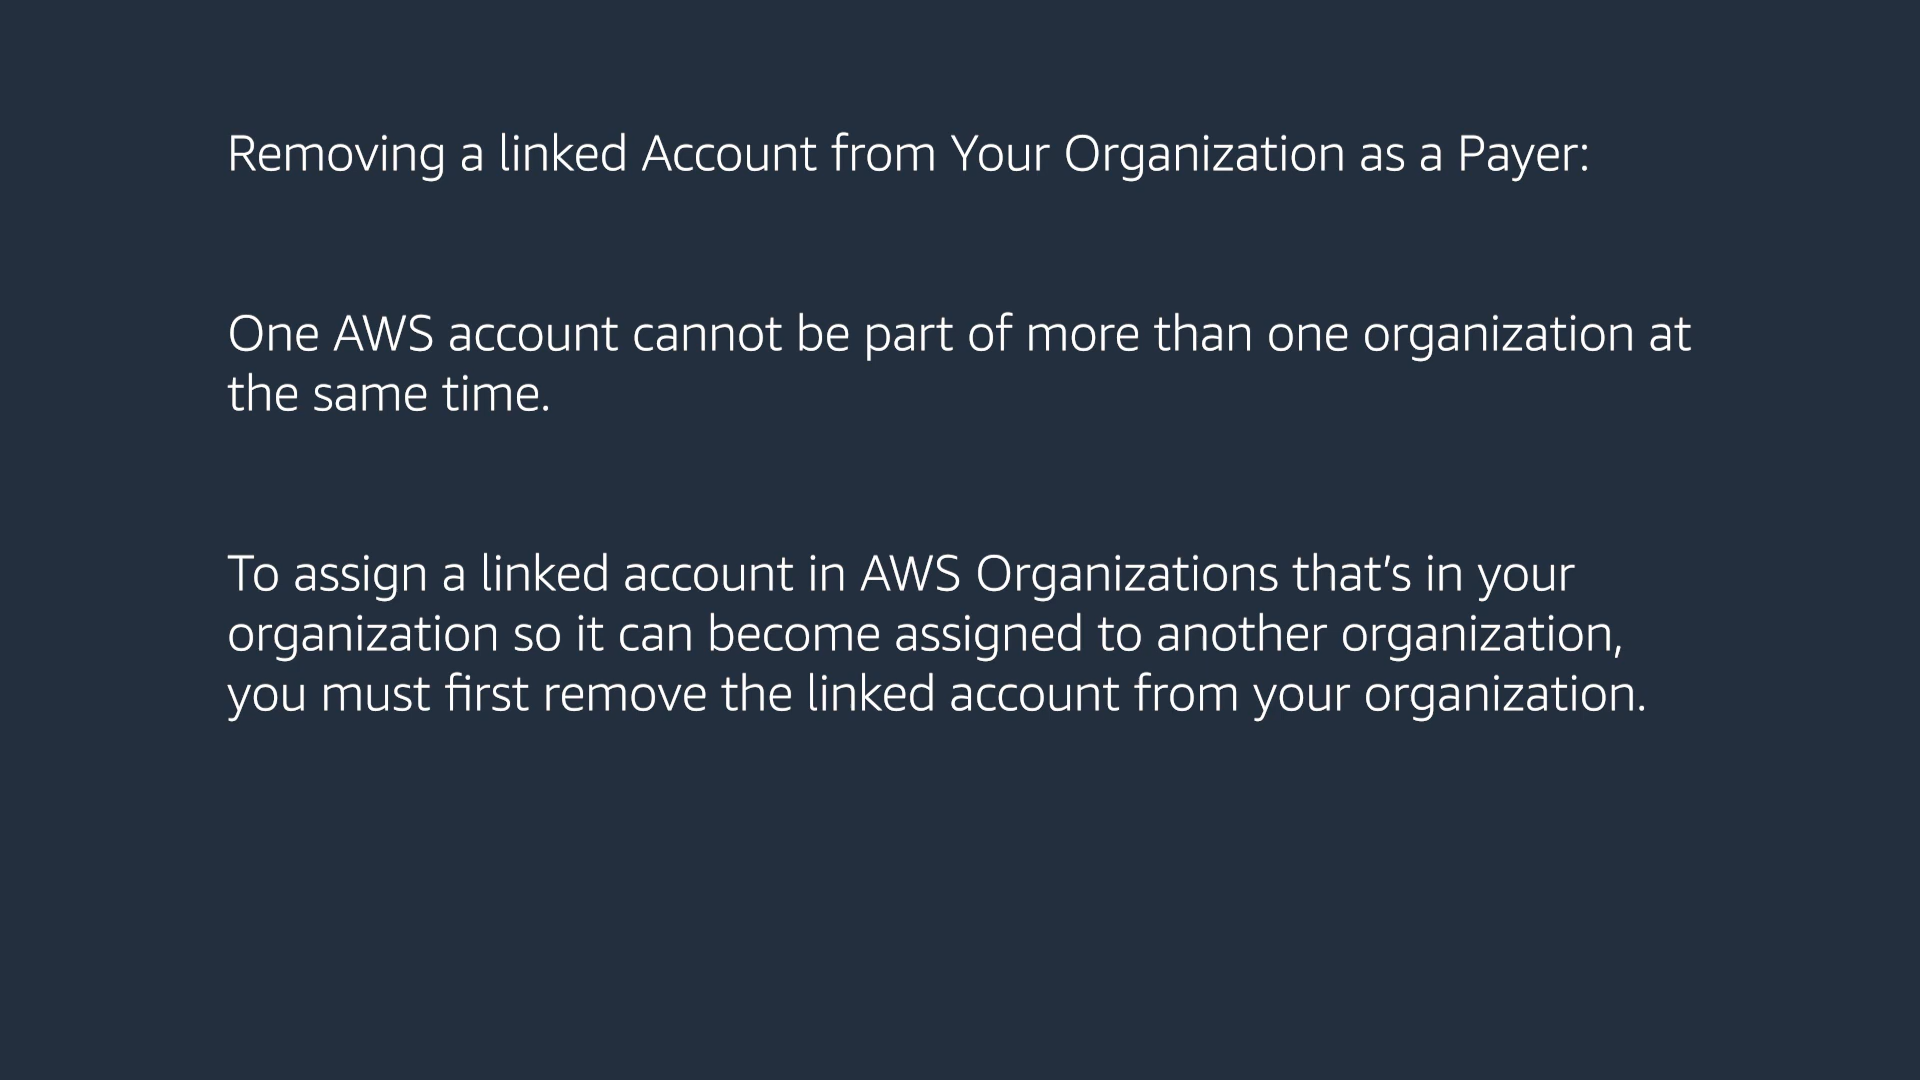 Removing a linked Account from Your Organization as a Payer:
One AWS account cannot be part of more than one organization at
the same time.
To assign a linked account in AWS Organizations that’s in your
organization so it can become assigned to another organization,
you must first remove the linked account from your organization.